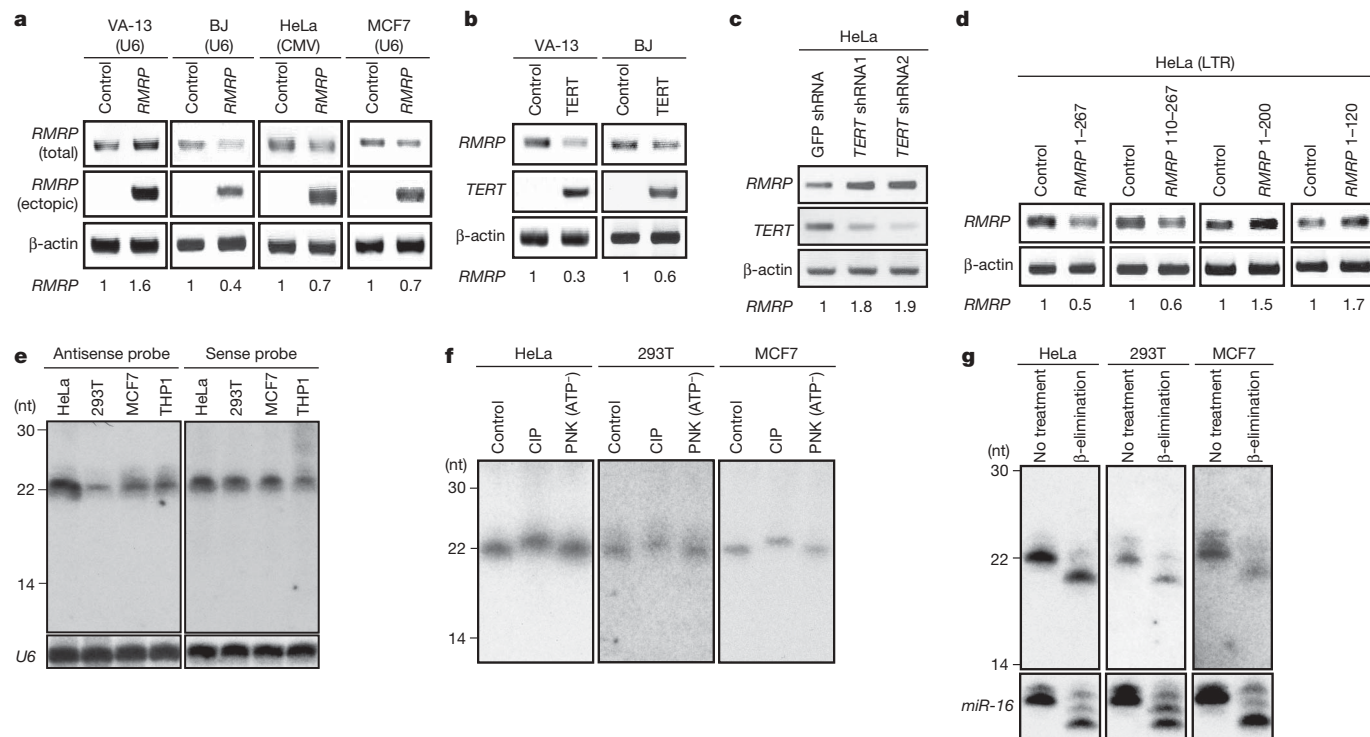 a
VA-13 (U6)
BJ (U6)
HeLa (CMV)
MCF7 (U6)
Control RMRP Control RMRP Control RMRP Control RMRP
RMRP (total)
RMRP (ectopic)
β-actin
RMRP 1 1.6 1 0.4 1 0.7 1 0.7
b
VA-13 BJ
Control TERT Control TERT
RMRP
TERT
β-actin
RMRP 1 0.3 1 0.6
c
HeLa
GFP shRNA TERT shRNA1 TERT shRNA2
RMRP
TERT
β-actin
RMRP 1 1.8 1.9
d
HeLa (LTR)
Control RMRP 1–267 Control RMRP 110–267 Control RMRP 1–200 Control RMRP 1–120
RMRP
β-actin
RMRP 1 0.5 1 0.6 1 1.5 1 1.7
e
Antisense probe Sense probe
(nt) HeLa 293T MCF7 THP1 HeLa 293T MCF7 THP1
30
22
14
U6
f
HeLa 293T MCF7
(nt) Control CIP PNK (ATP⁻) Control CIP PNK (ATP⁻) Control CIP PNK (ATP⁻)
30
22
14
g
HeLa 293T MCF7
(nt) No treatment β-elimination No treatment β-elimination No treatment β-elimination
30
22
14
miR-16